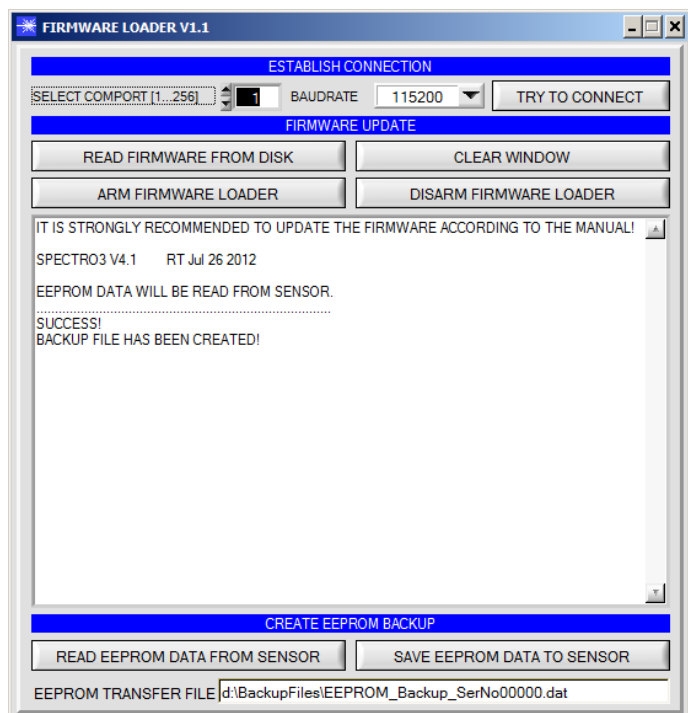 FIRMWARE LOADER V1.1
ESTABLISH CONNECTION
SELECT COMPORT [1...256] 1 BAUDRATE 115200 TRY TO CONNECT
FIRMWARE UPDATE
READ FIRMWARE FROM DISK CLEAR WINDOW
ARM FIRMWARE LOADER DISARM FIRMWARE LOADER
IT IS STRONGLY RECOMMENDED TO UPDATE THE FIRMWARE ACCORDING TO THE MANUAL!
SPECTRO3 V4.1 RT Jul 26 2012
EEPROM DATA WILL BE READ FROM SENSOR.
................................................................................
SUCCESS!
BACKUP FILE HAS BEEN CREATED!
CREATE EEPROM BACKUP
READ EEPROM DATA FROM SENSOR SAVE EEPROM DATA TO SENSOR
EEPROM TRANSFER FILE d:\BackupFiles\EEPROM_Backup_SerNo00000.dat